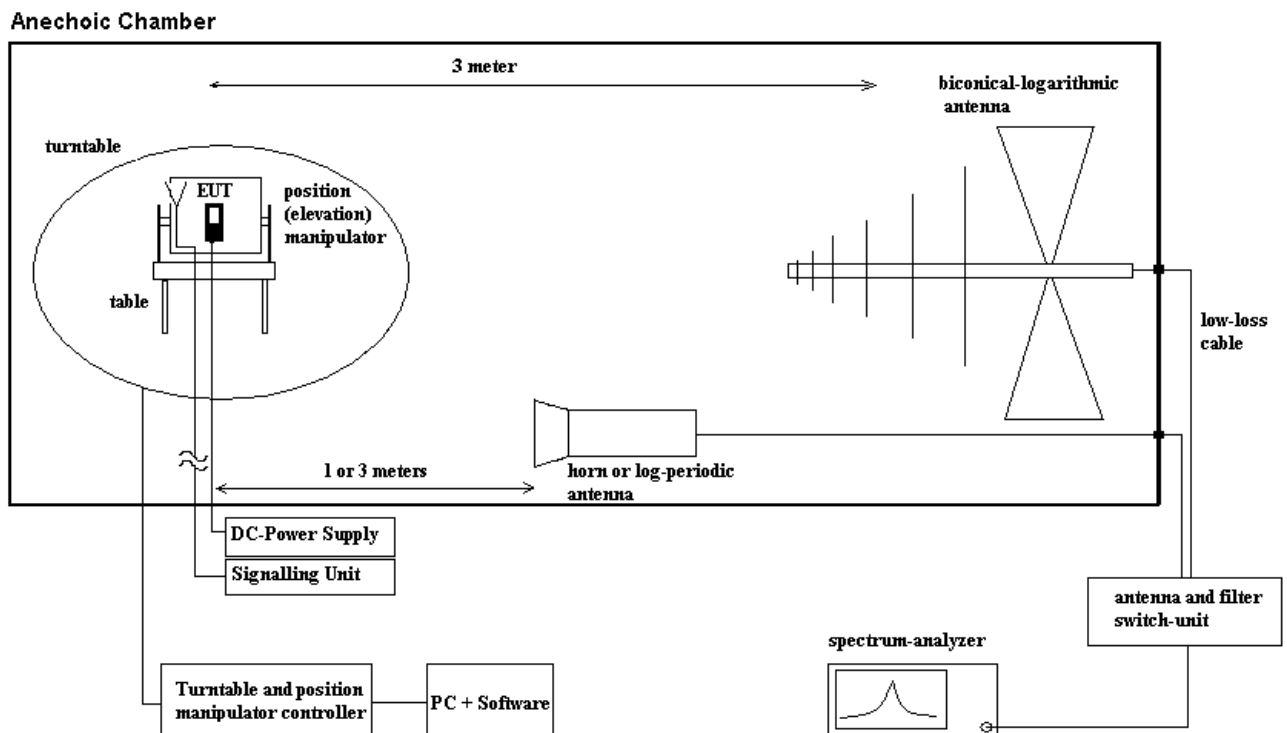 Anechoic Chamber
3 meter
biconical-logarithmic
antenna
turntable
EUT
position
(elevation)
manipulator
table
low-loss
cable
1 or 3 meters
horn or log-periodic
antenna
DC-Power Supply
Signalling Unit
antenna and filter
switch-unit
spectrum-analyzer
Turntable and position
manipulator controller
PC + Software